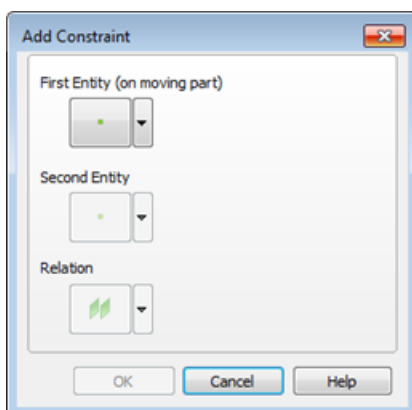 Add Constraint
First Entity (on moving part)
Second Entity
Relation
OK Cancel Help